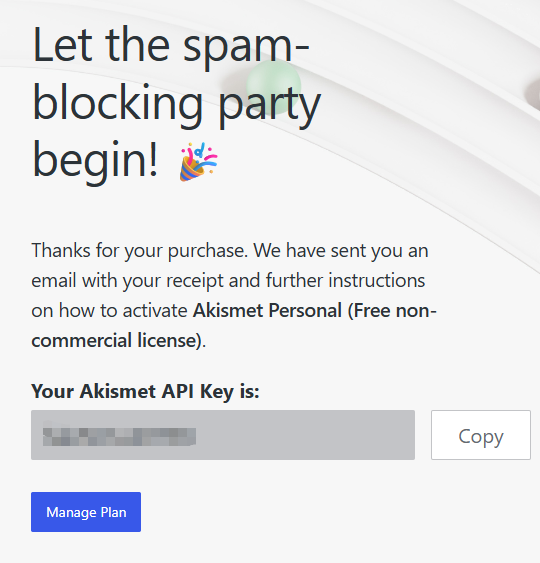 Let the spam-
blocking party
begin! 🎉
Thanks for your purchase. We have sent you an
email with your receipt and further instructions
on how to activate Akismet Personal (Free non-
commercial license).
Your Akismet API Key is:
Copy
Manage Plan